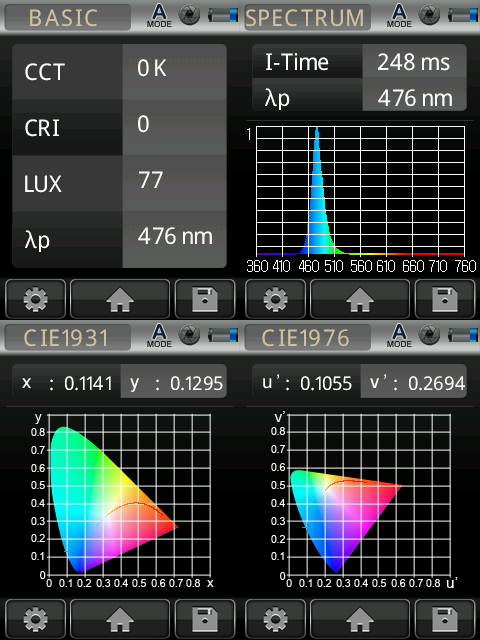 BASIC
A
MODE
CCT 0 K
CRI 0
LUX 77
λp 476 nm
SPECTRUM
A
MODE
I-Time 248 ms
λp 476 nm
1
360 410 460 510 560 610 660 710 760
CIE1931
A
MODE
x : 0.1141 y : 0.1295
y
0.8
0.7
0.6
0.5
0.4
0.3
0.2
0.1
0
0 0.1 0.2 0.3 0.4 0.5 0.6 0.7 0.8 x
CIE1976
A
MODE
u' : 0.1055 v' : 0.2694
v'
0.8
0.7
0.6
0.5
0.4
0.3
0.2
0.1
0
0 0.1 0.2 0.3 0.4 0.5 0.6 0.7 0.8 u'